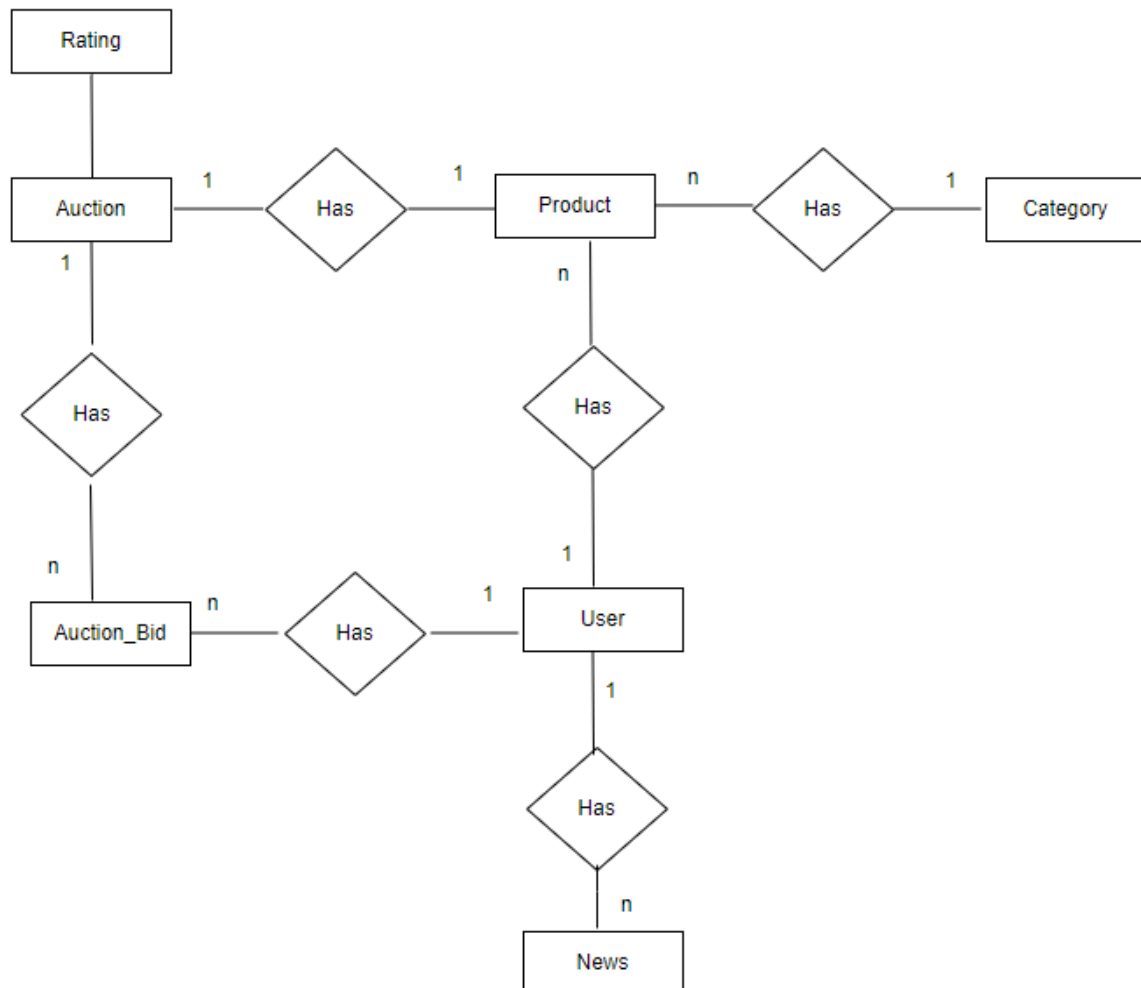 Rating
Auction
1
Has
1
Product
n
Has
1
Category
1
n
Has
Has
n
1
Auction_Bid
n
Has
1
User
1
Has
n
News